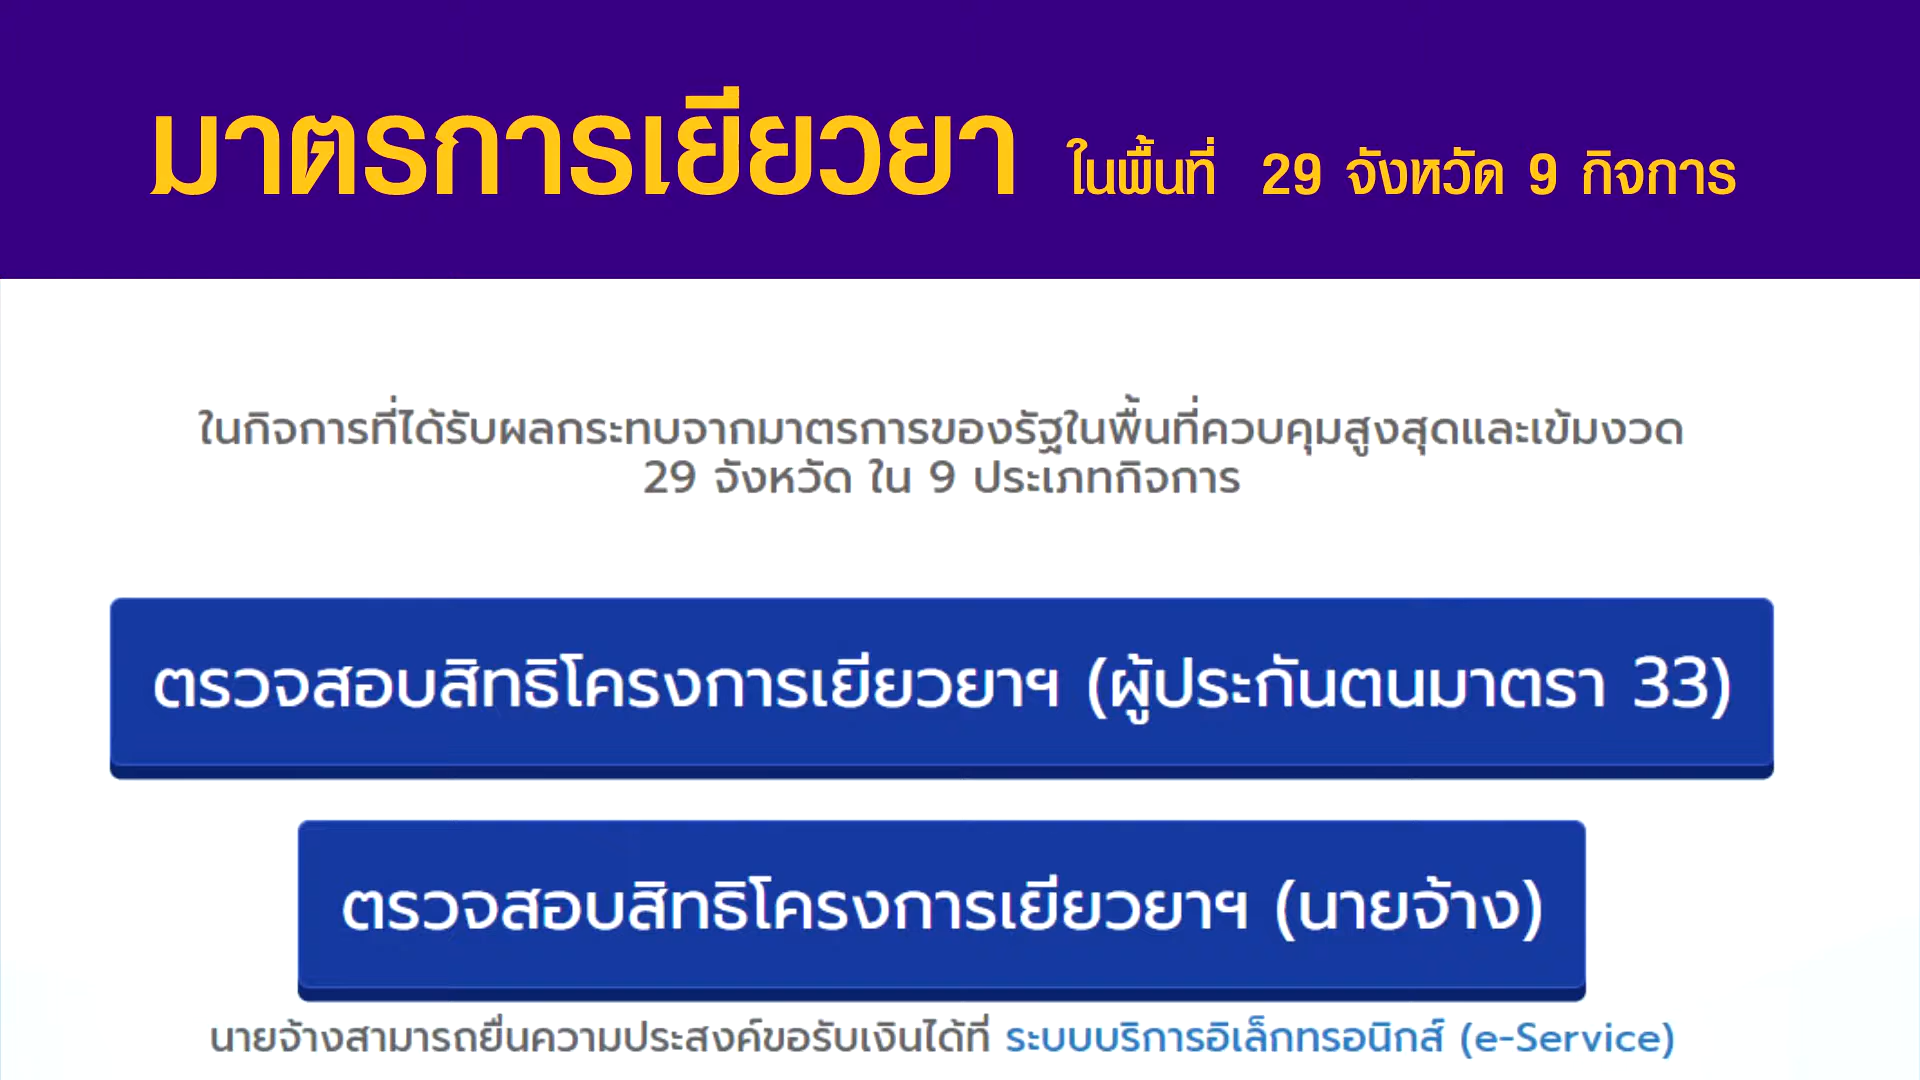 มาตรการเยียวยา ในพื้นที่ 29 จังหวัด 9 กิจการ
ในกิจการที่ได้รับผลกระทบจากมาตรการของรัฐในพื้นที่ควบคุมสูงสุดและเข้มงวด
29 จังหวัด ใน 9 ประเภทกิจการ
ตรวจสอบสิทธิโครงการเยียวยาฯ (ผู้ประกันตนมาตรา 33)
ตรวจสอบสิทธิโครงการเยียวยาฯ (นายจ้าง)
นายจ้างสามารถยื่นความประสงค์ขอรับเงินได้ที่ ระบบบริการอิเล็กทรอนิกส์ (e-Service)